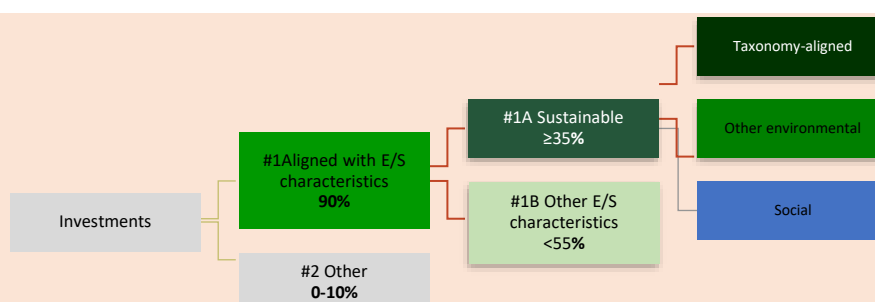 Taxonomy-aligned
#1A Sustainable
≥35%
Other environmental
#1Aligned with E/S
characteristics
90%
Investments
#1B Other E/S
characteristics
<55%
Social
#2 Other
0-10%